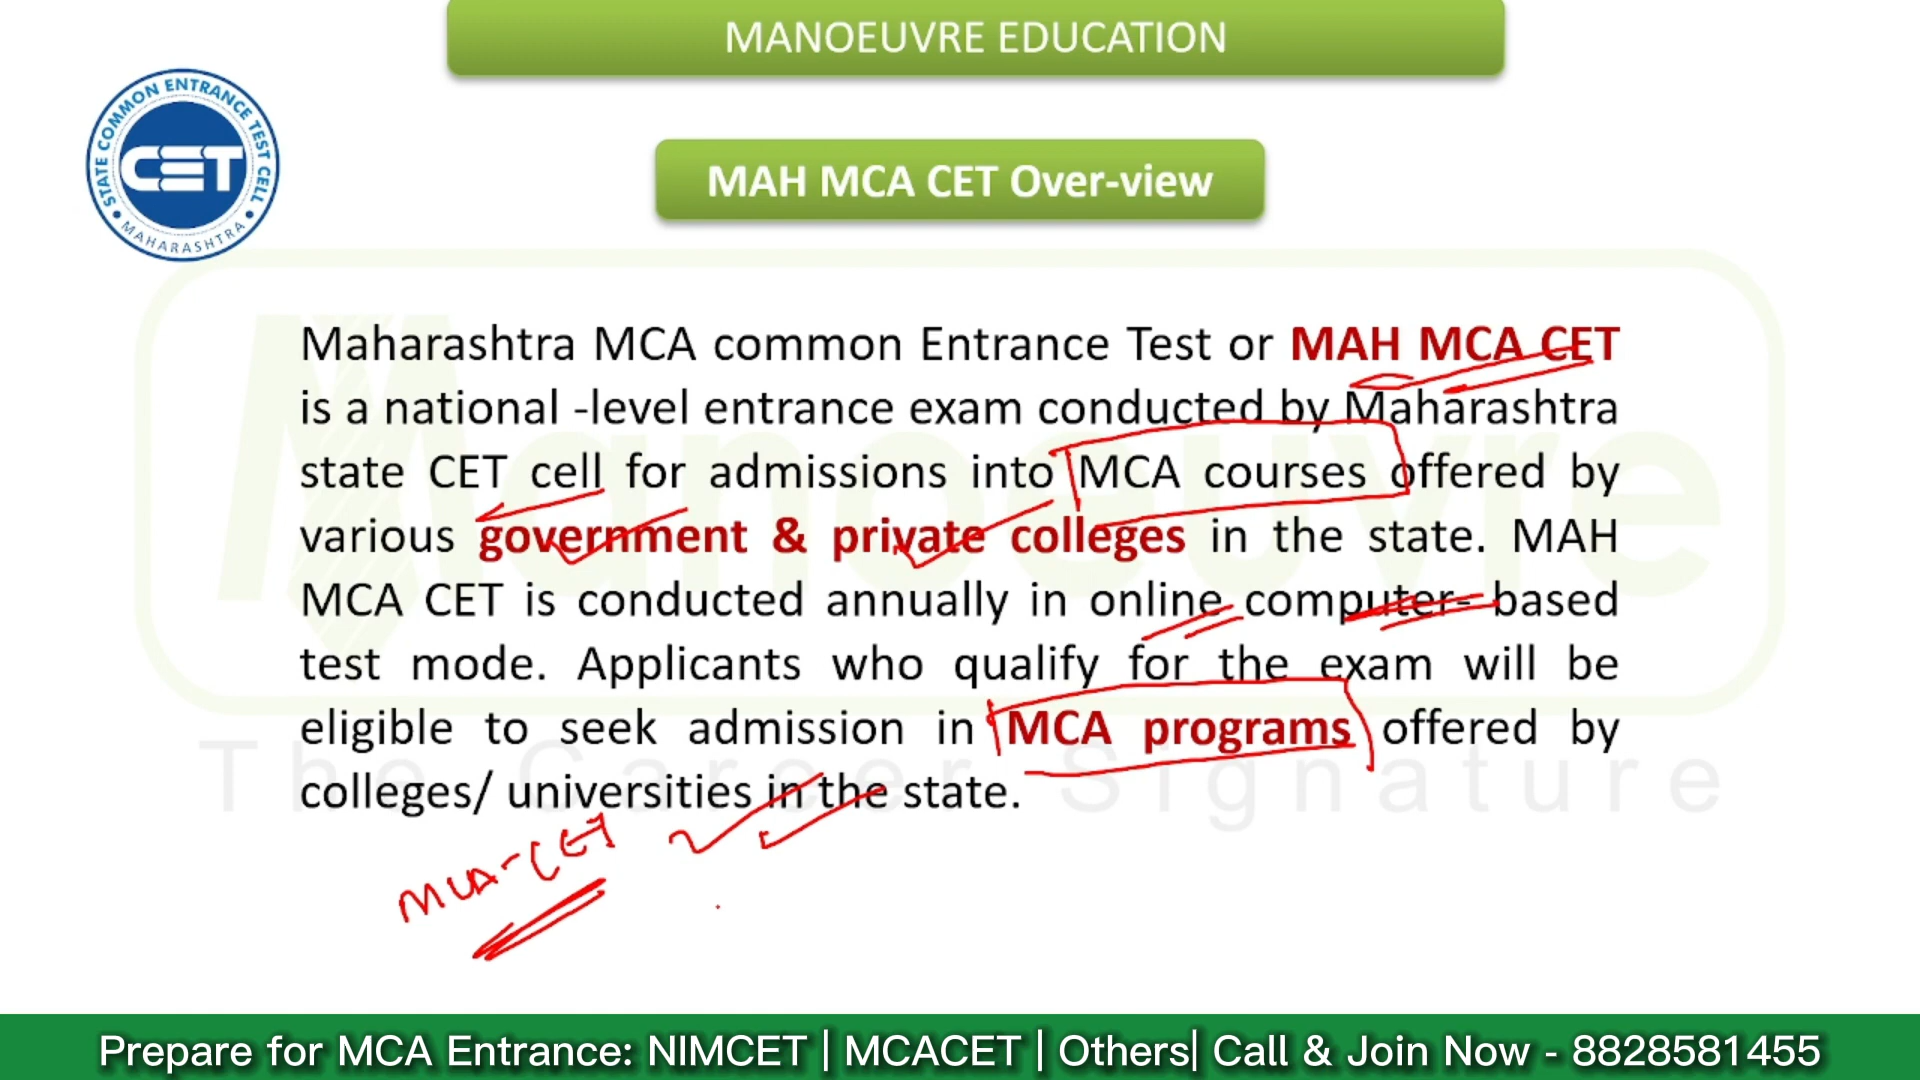 MANOEUVRE EDUCATION
STATE COMMON ENTRANCE TEST CELL
CET
MAHARASHTRA
MAH MCA CET Over-view
Maharashtra MCA common Entrance Test or MAH MCA CET
is a national -level entrance exam conducted by Maharashtra
state CET cell for admissions into MCA courses offered by
various government & private colleges in the state. MAH
MCA CET is conducted annually in online computer- based
test mode. Applicants who qualify for the exam will be
eligible to seek admission in MCA programs offered by
colleges/ universities in the state.
Manoeuvre
The Career Signature
MCA-CET
Prepare for MCA Entrance: NIMCET | MCACET | Others| Call & Join Now - 8828581455